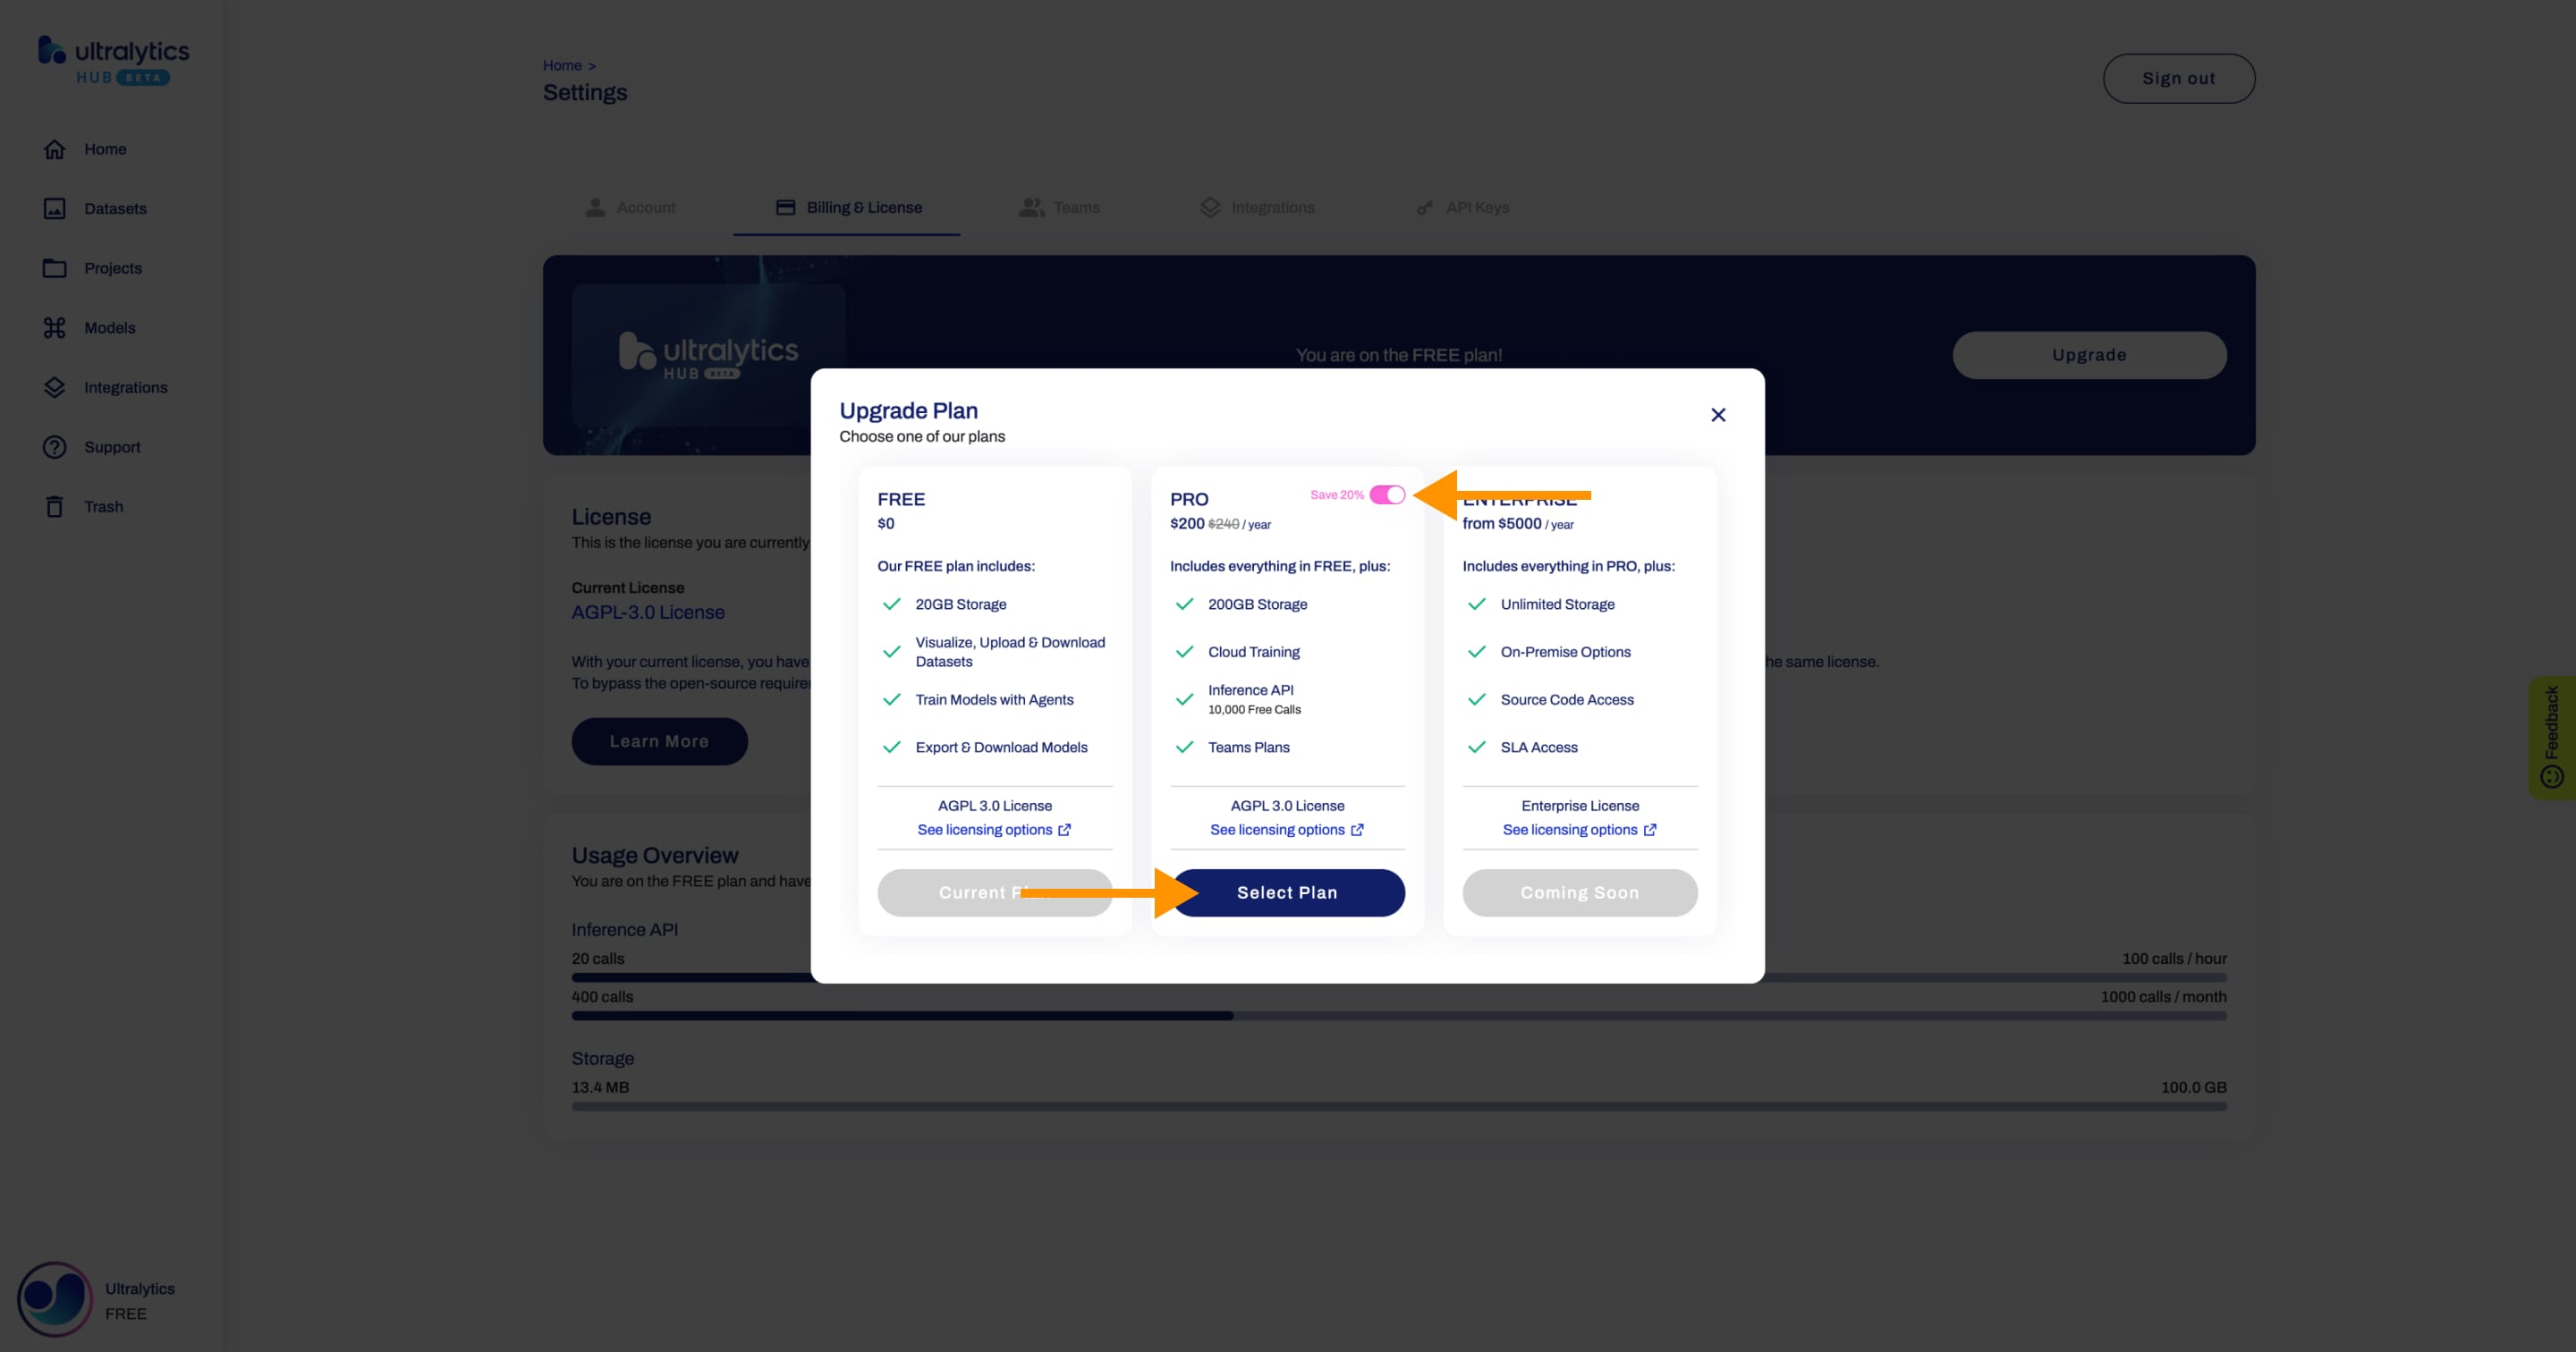 ultralytics
HUB BETA
Home
Datasets
Projects
Models
Integrations
Support
Trash
Ultralytics
FREE
Home >
Settings
Sign out
Account
Billing & License
Teams
Integrations
API Keys
ultralytics
HUB BETA
You are on the FREE plan!
Upgrade
License
This is the license you are currently
Current License
AGPL-3.0 License
With your current license, you have
he same license.
To bypass the open-source
Learn More
Usage Overview
You are on the FREE plan and have
Inference API
20 calls
100 calls / hour
400 calls
1000 calls / month
Storage
13.4 MB
100.0 GB
Upgrade Plan
Choose one of our plans
FREE
$0
Our FREE plan includes:
20GB Storage
Visualize, Upload & Download
Datasets
Train Models with Agents
Export & Download Models
AGPL 3.0 License
See licensing options
Current
PRO
Save 20%
$200 $240 / year
Includes everything in FREE, plus:
200GB Storage
Cloud Training
Inference API
10,000 Free Calls
Teams Plans
AGPL 3.0 License
See licensing options
Select Plan
ENTERPRISE
from $5000 / year
Includes everything in PRO, plus:
Unlimited Storage
On-Premise Options
Source Code Access
SLA Access
Enterprise License
See licensing options
Coming Soon
Feedback